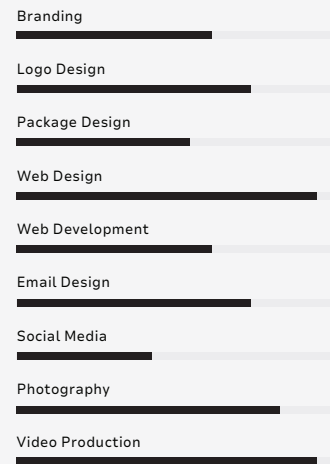 Branding
Logo Design
Package Design
Web Design
Web Development
Email Design
Social Media
Photography
Video Production